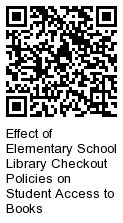 Effect of
Elementary School
Library Checkout
Policies on
Student Access to
Books